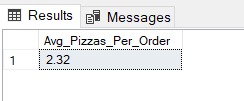 Results Messages
Avg_Pizzas_Per_Order
1 2.32